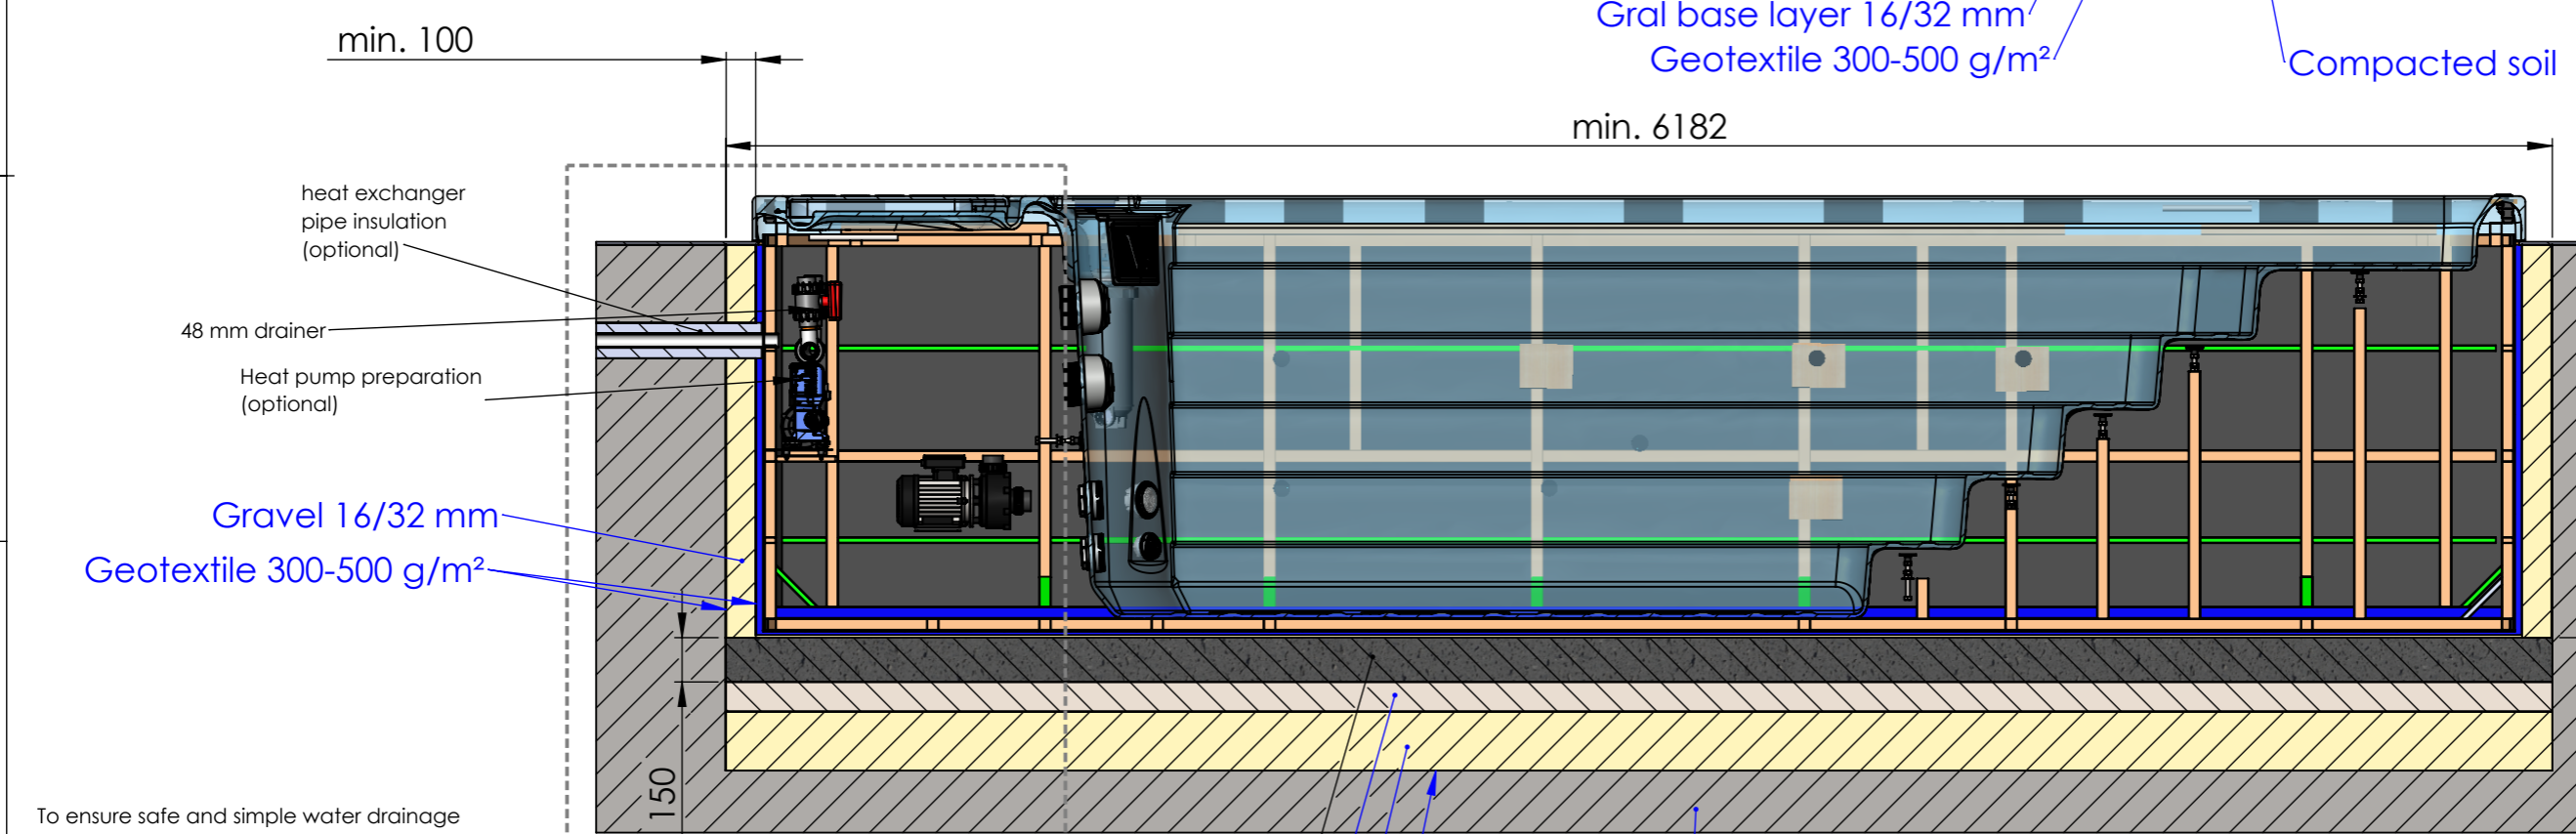 Gral base layer 16/32 mm
Geotextile 300-500 g/m²
Compacted soil
min. 100
min. 6182
heat exchanger
pipe insulation
(optional)
48 mm drainer
Heat pump preparation
(optional)
Gravel 16/32 mm
Geotextile 300-500 g/m²
150
To ensure safe and simple water drainage